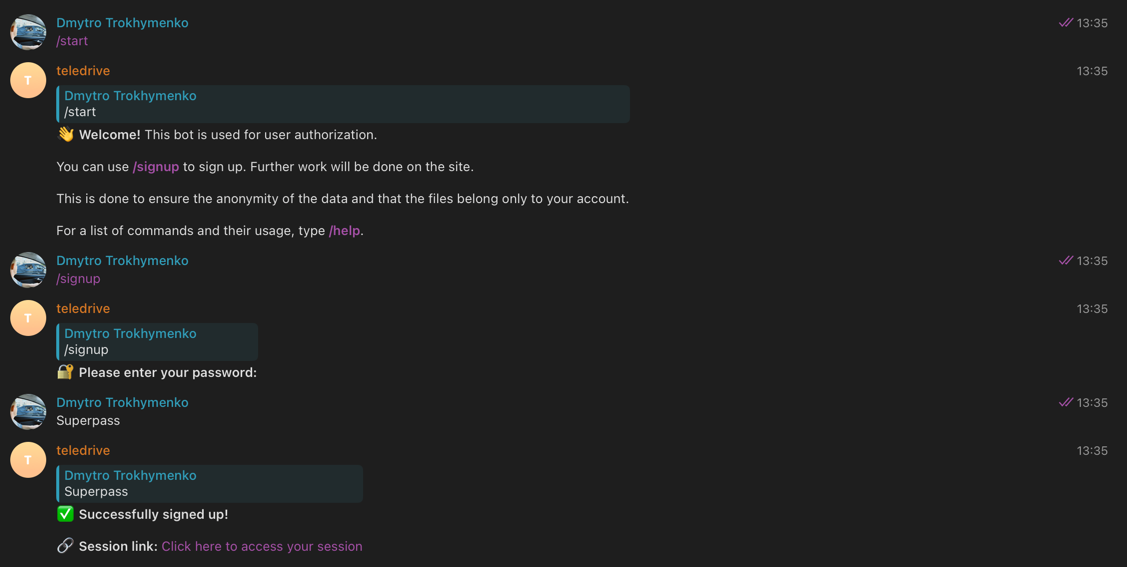 Dmytro Trokhymenko 13:35
/start
teledrive 13:35
T
Dmytro Trokhymenko
/start
👋 Welcome! This bot is used for user authorization.
You can use /signup to sign up. Further work will be done on the site.
This is done to ensure the anonymity of the data and that the files belong only to your account.
For a list of commands and their usage, type /help.
Dmytro Trokhymenko 13:35
/signup
teledrive 13:35
T
Dmytro Trokhymenko
/signup
🔐 Please enter your password:
Dmytro Trokhymenko 13:35
Superpass
teledrive 13:35
T
Dmytro Trokhymenko
Superpass
✅ Successfully signed up!
🔗 Session link: Click here to access your session